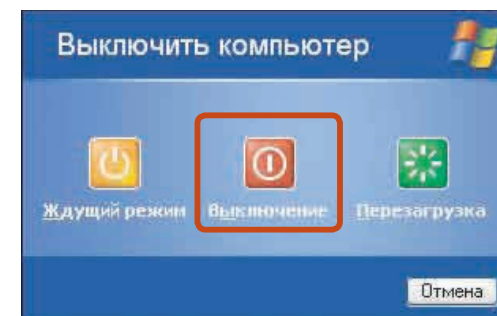 Выключить компьютер
Ждущий режим Выключение Перезагрузка
Отмена